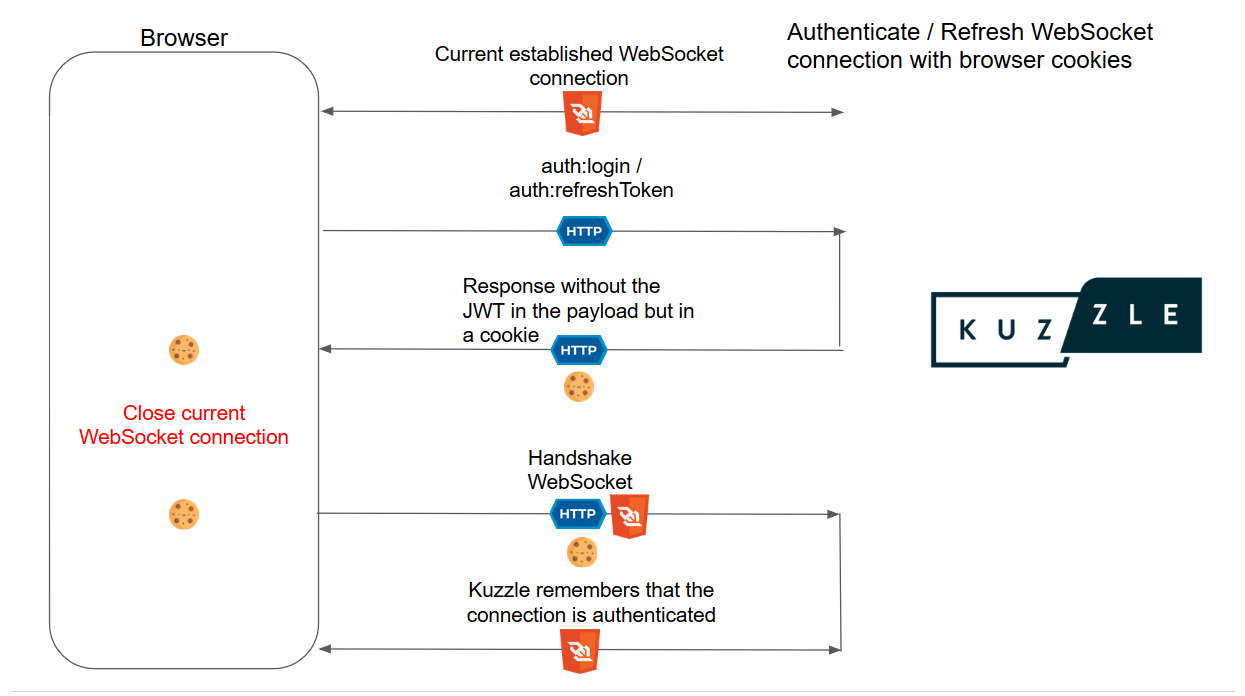 Browser
Authenticate / Refresh WebSocket
connection with browser cookies
Current established WebSocket
connection
auth:login /
auth:refreshToken
HTTP
Response without the
JWT in the payload but in
a cookie
HTTP
KUZZLE
Close current
WebSocket connection
Handshake
WebSocket
HTTP
Kuzzle remembers that the
connection is authenticated